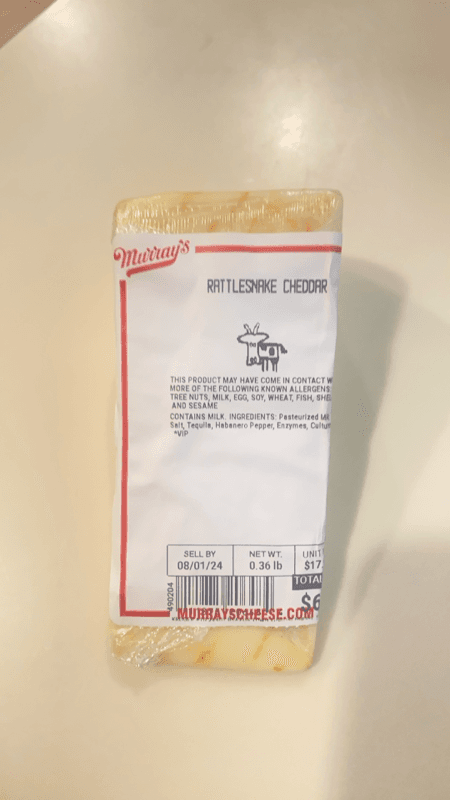 Murray's
RATTLESNAKE CHEDDAR
THIS PRODUCT MAY HAVE COME IN CONTACT W
MORE OF THE FOLLOWING KNOWN ALLERGENS:
TREE NUTS, MILK, EGG, SOY, WHEAT, FISH, SHE
AND SESAME
CONTAINS MILK. INGREDIENTS: Pasteurized Mil
Salt, Tequila, Habanero Pepper, Enzymes, Cultur
*VIP
SELL BY NET WT. UNIT
08/01/24 0.36 lb $17
TOTAL
$6
490204
MURRAYSCHEESE.COM